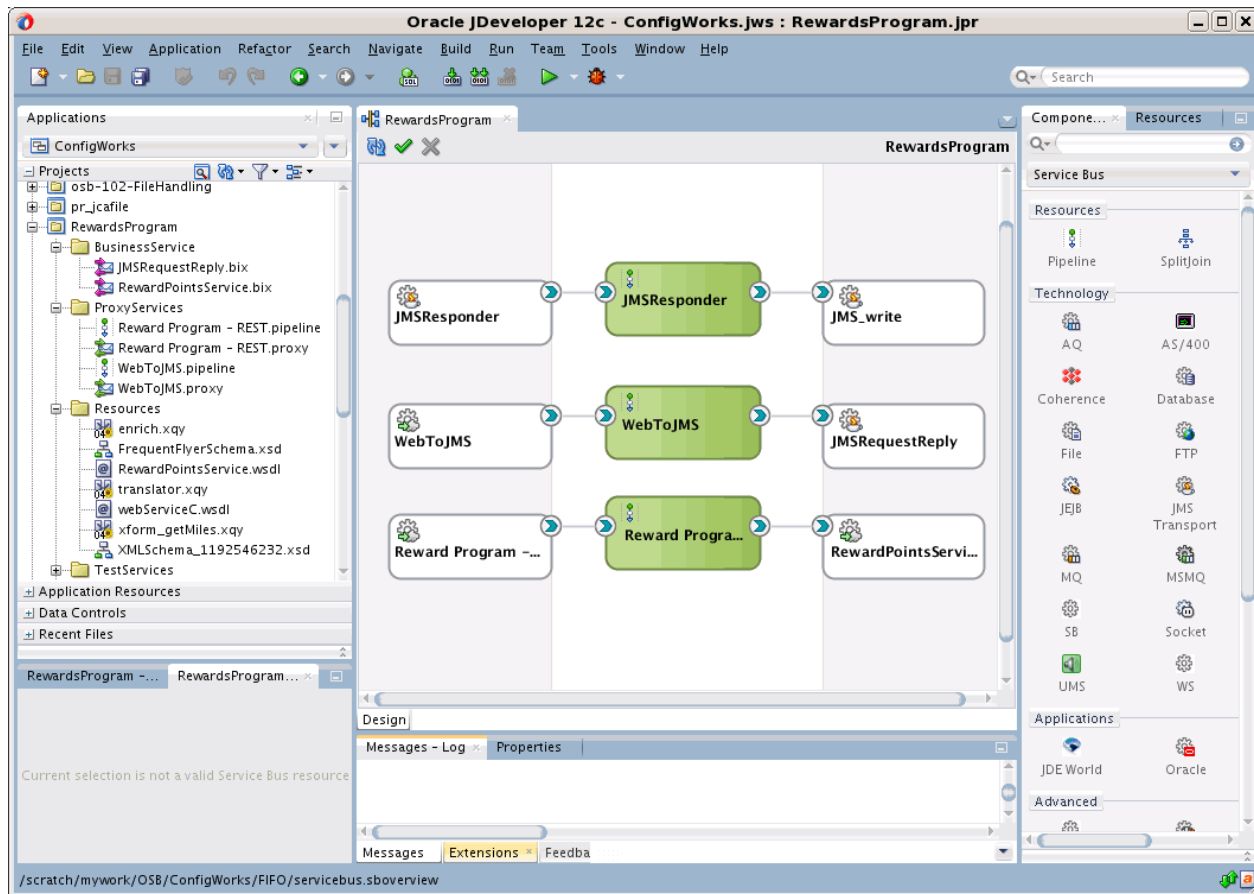 Oracle JDeveloper 12c - ConfigWorks.jws : RewardsProgram.jpr
File Edit View Application Refactor Search Navigate Build Run Team Tools Window Help
Search
Applications
ConfigWorks
Projects
osb-102-FileHandling
pr_jcafile
RewardsProgram
BusinessService
JMSRequestReply.bix
RewardPointsService.bix
ProxyServices
Reward Program - REST.pipeline
Reward Program - REST.proxy
WebToJMS.pipeline
WebToJMS.proxy
Resources
enrich.xqy
FrequentFlyerSchema.xsd
RewardPointsService.wsdl
translator.xqy
webServiceC.wsdl
xform_getMiles.xqy
XMLSchema_1192546232.xsd
TestServices
Application Resources
Data Controls
Recent Files
RewardsProgram -... RewardsProgram...
Current selection is not a valid Service Bus resource
RewardsProgram
RewardsProgram
JMSResponder JMSResponder JMS_write
WebToJMS WebToJMS JMSRequestReply
Reward Program -... Reward Progra... RewardPointsServi...
Design
Messages - Log Properties
Messages Extensions Feedba
Compone... Resources
Service Bus
Resources
Pipeline SplitJoin
Technology
AQ AS/400
Coherence Database
File FTP
JEJB JMS Transport
MQ MSMQ
SB Socket
UMS WS
Applications
JDE World Oracle
Advanced
/scratch/mywork/OSB/ConfigWorks/FIFO/servicebus.sboverview